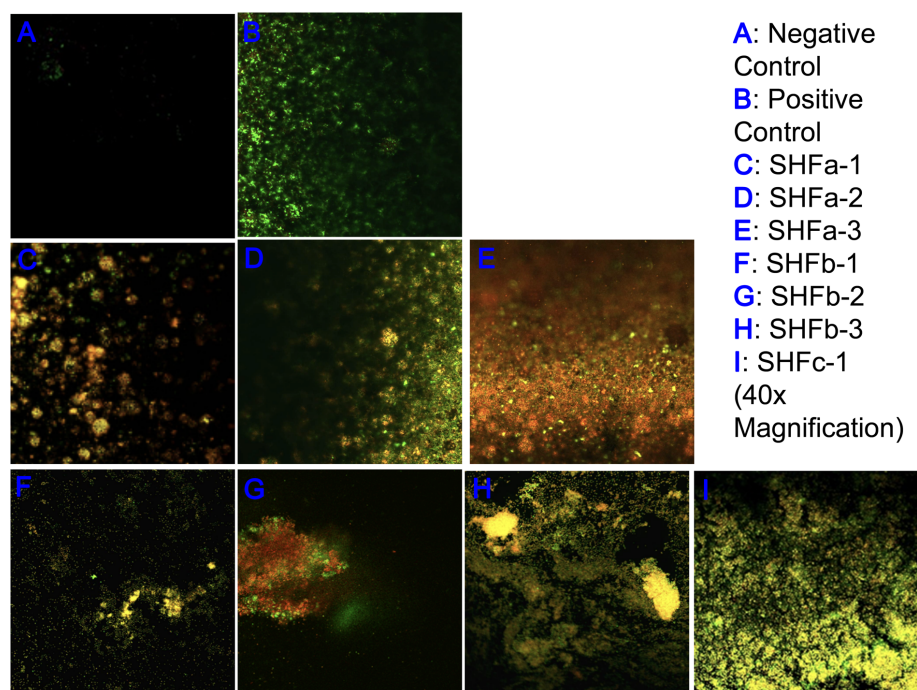 A
B
C
D
E
F
G
H
I
A: Negative
Control
B: Positive
Control
C: SHFa-1
D: SHFa-2
E: SHFa-3
F: SHFb-1
G: SHFb-2
H: SHFb-3
I: SHFc-1
(40x
Magnification)